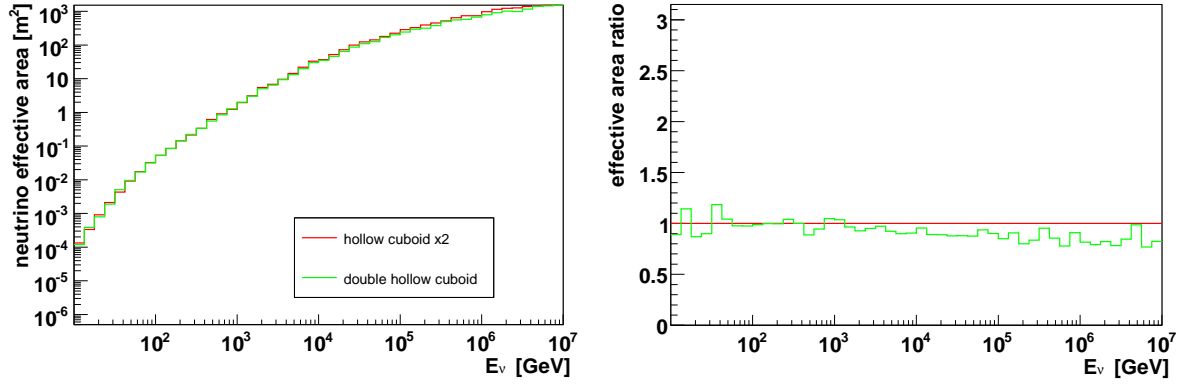 neutrino effective area [m²]
10³
10²
10
1
10⁻¹
10⁻²
10⁻³
10⁻⁴
10⁻⁵
10⁻⁶
hollow cuboid x2
double hollow cuboid
10² 10³ 10⁴ 10⁵ 10⁶ 10⁷
Eν [GeV]
effective area ratio
3
2.5
2
1.5
1
0.5
0
10² 10³ 10⁴ 10⁵ 10⁶ 10⁷
Eν [GeV]